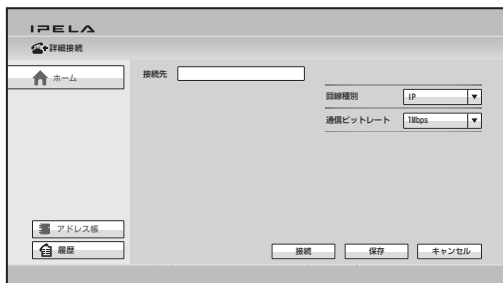 IPELA
詳細接続
ホーム
接続先
回線種別 IP
通信ビットレート 1Mbps
アドレス帳
履歴
接続 保存 キャンセル